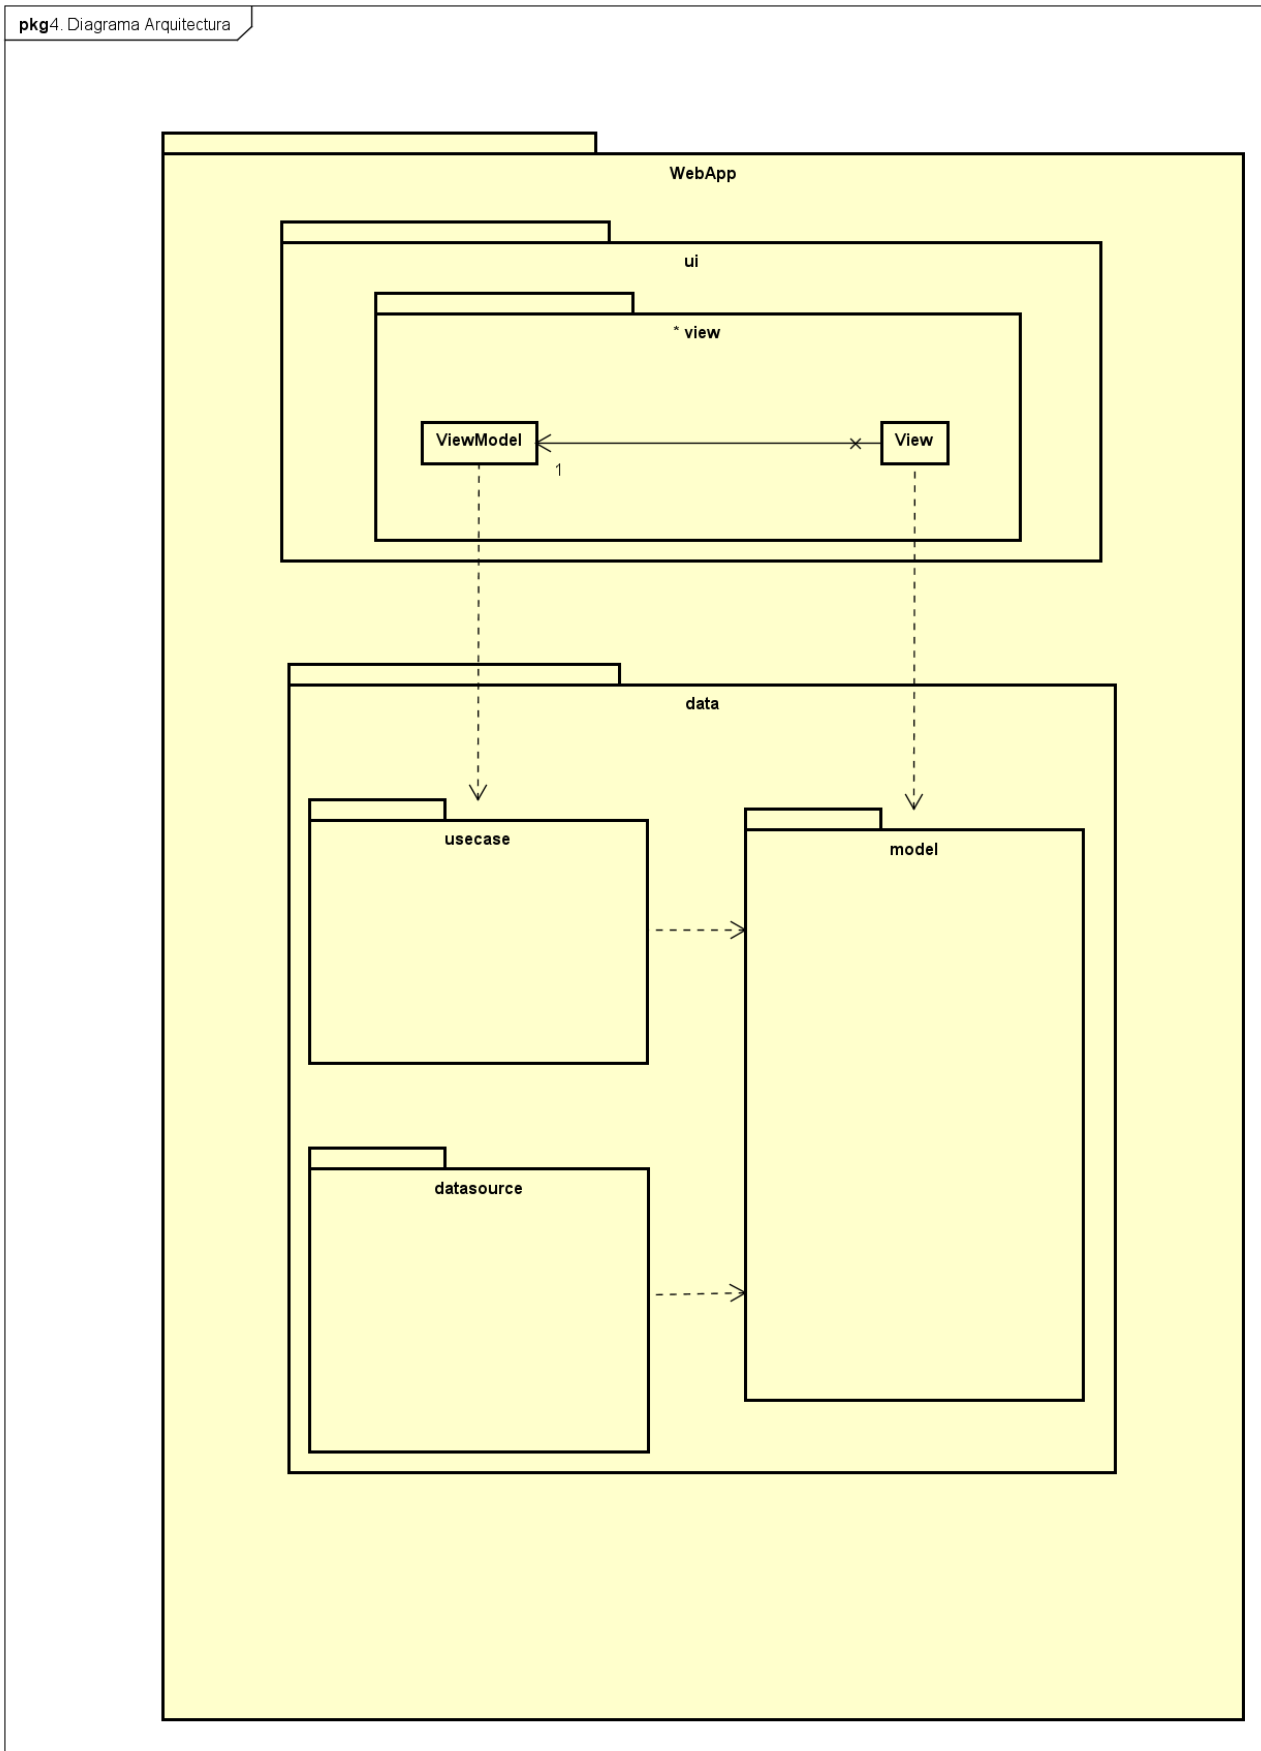 pkg4. Diagrama Arquitectura
WebApp
ui
* view
ViewModel
View
1
data
usecase
model
datasource